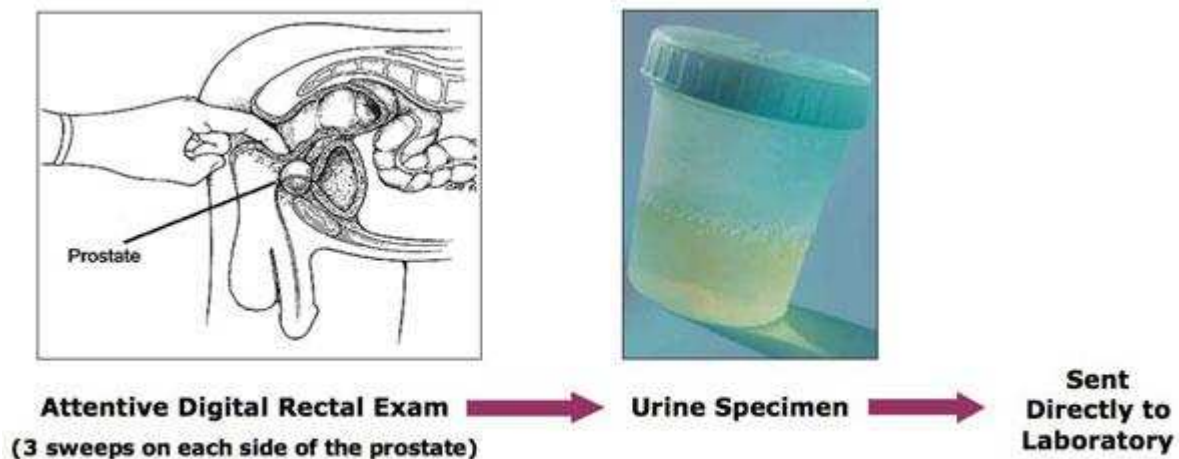 Prostate
Attentive Digital Rectal Exam
(3 sweeps on each side of the prostate)
Urine Specimen
Sent
Directly to
Laboratory